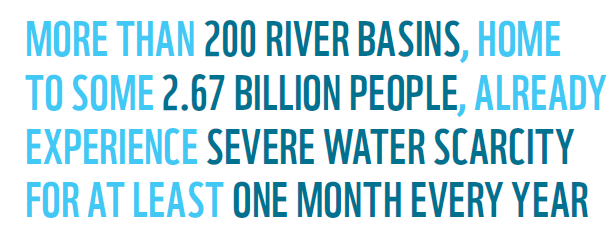 MORE THAN 200 RIVER BASINS, HOME
TO SOME 2.67 BILLION PEOPLE, ALREADY
EXPERIENCE SEVERE WATER SCARCITY
FOR AT LEAST ONE MONTH EVERY YEAR